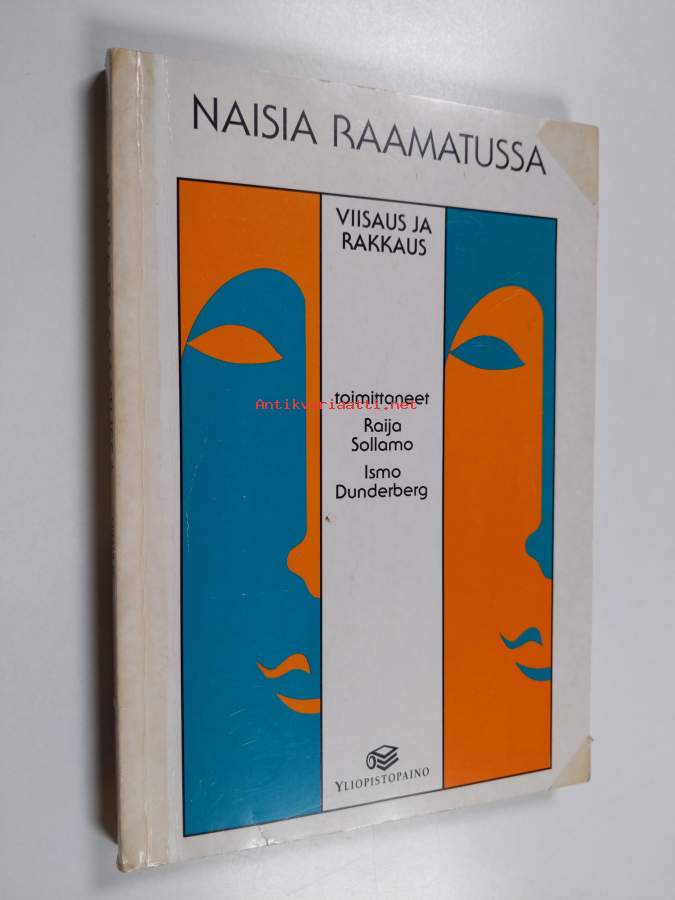 NAISIA RAAMATUSSA
VIISAUS JA
RAKKAUS
toimittaneet
Antikvariaatti.net
Raija
Sollamo
Ismo
Dunderberg
YLIOPISTOPAINO